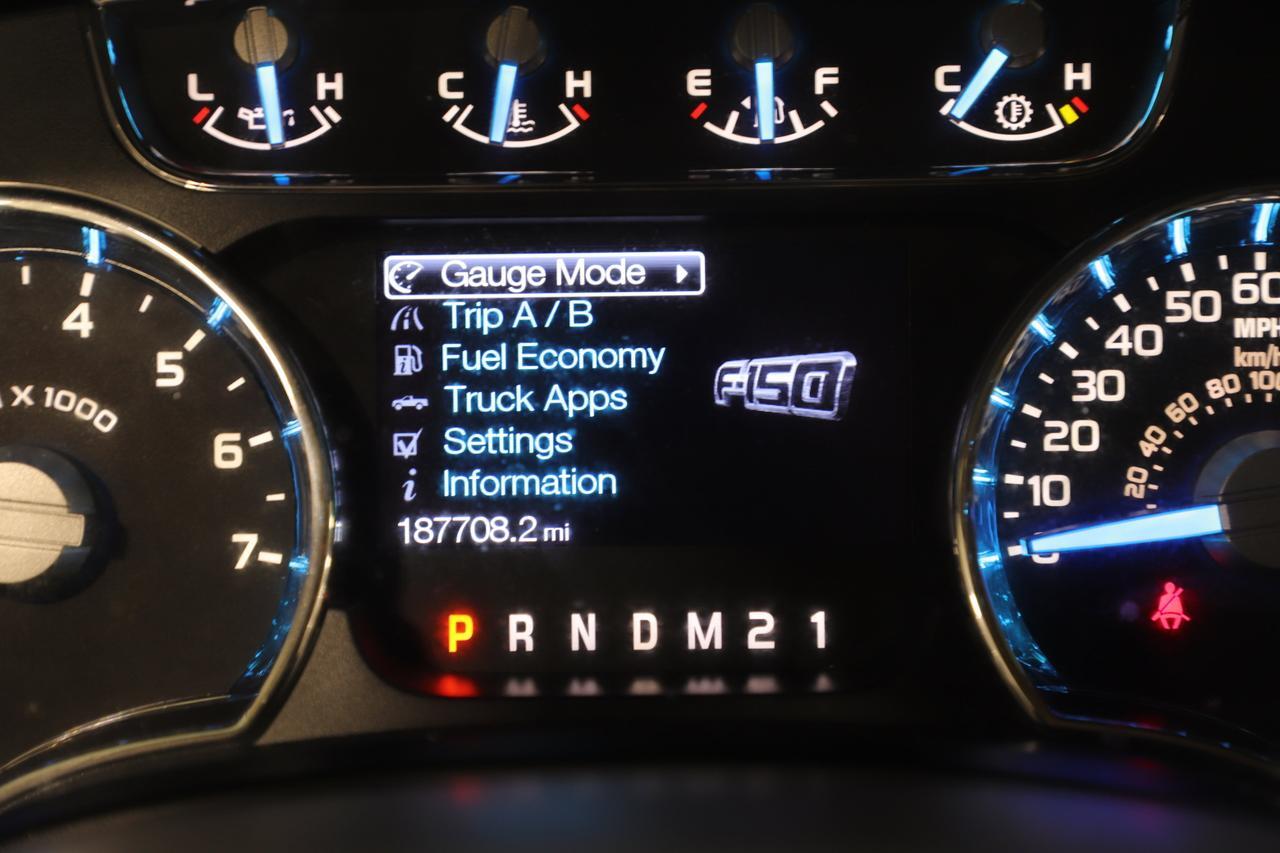 L H C H E F C H
Gauge Mode
Trip A / B
Fuel Economy
Truck Apps
Settings
Information
187708.2 mi
F-150
P R N D M 2 1
4
5
6
7
X 1000
60
50
40
30
20
10
0
MPH
km/h
100
80
60
40
20